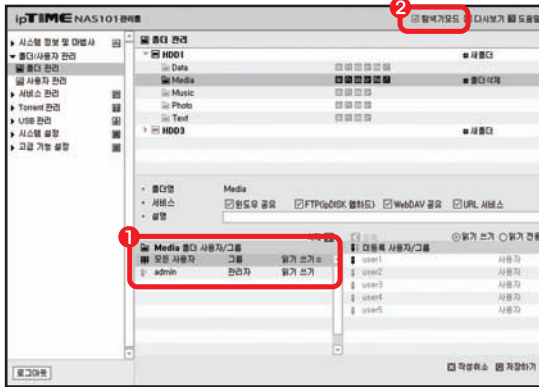 ipTIME NAS101 관리툴
2
탐색기모드 다시보기 도움말
시스템 정보 및 마법사
폴더/사용자 관리
폴더 관리
사용자 관리
서비스 관리
Torrent 관리
USB 관리
시스템 설정
고급 기능 설정
로그아웃
폴더 관리
HDD1 새폴더
Data
Media 폴더삭제
Music
Photo
Text
HDD3 새폴더
폴더명 Media
서비스 윈도우 공유 FTP(ipDISK 웹하드) WebDAV 공유 URL 서비스
설명
1
Media 폴더 사용자/그룹
모든 사용자 그룹 읽기 쓰기
admin 관리자 읽기 쓰기
등록 읽기 쓰기 읽기 전용
미등록 사용자/그룹
user1 사용자
user2 사용자
user3 사용자
user4 사용자
user5 사용자
작성취소 저장하기